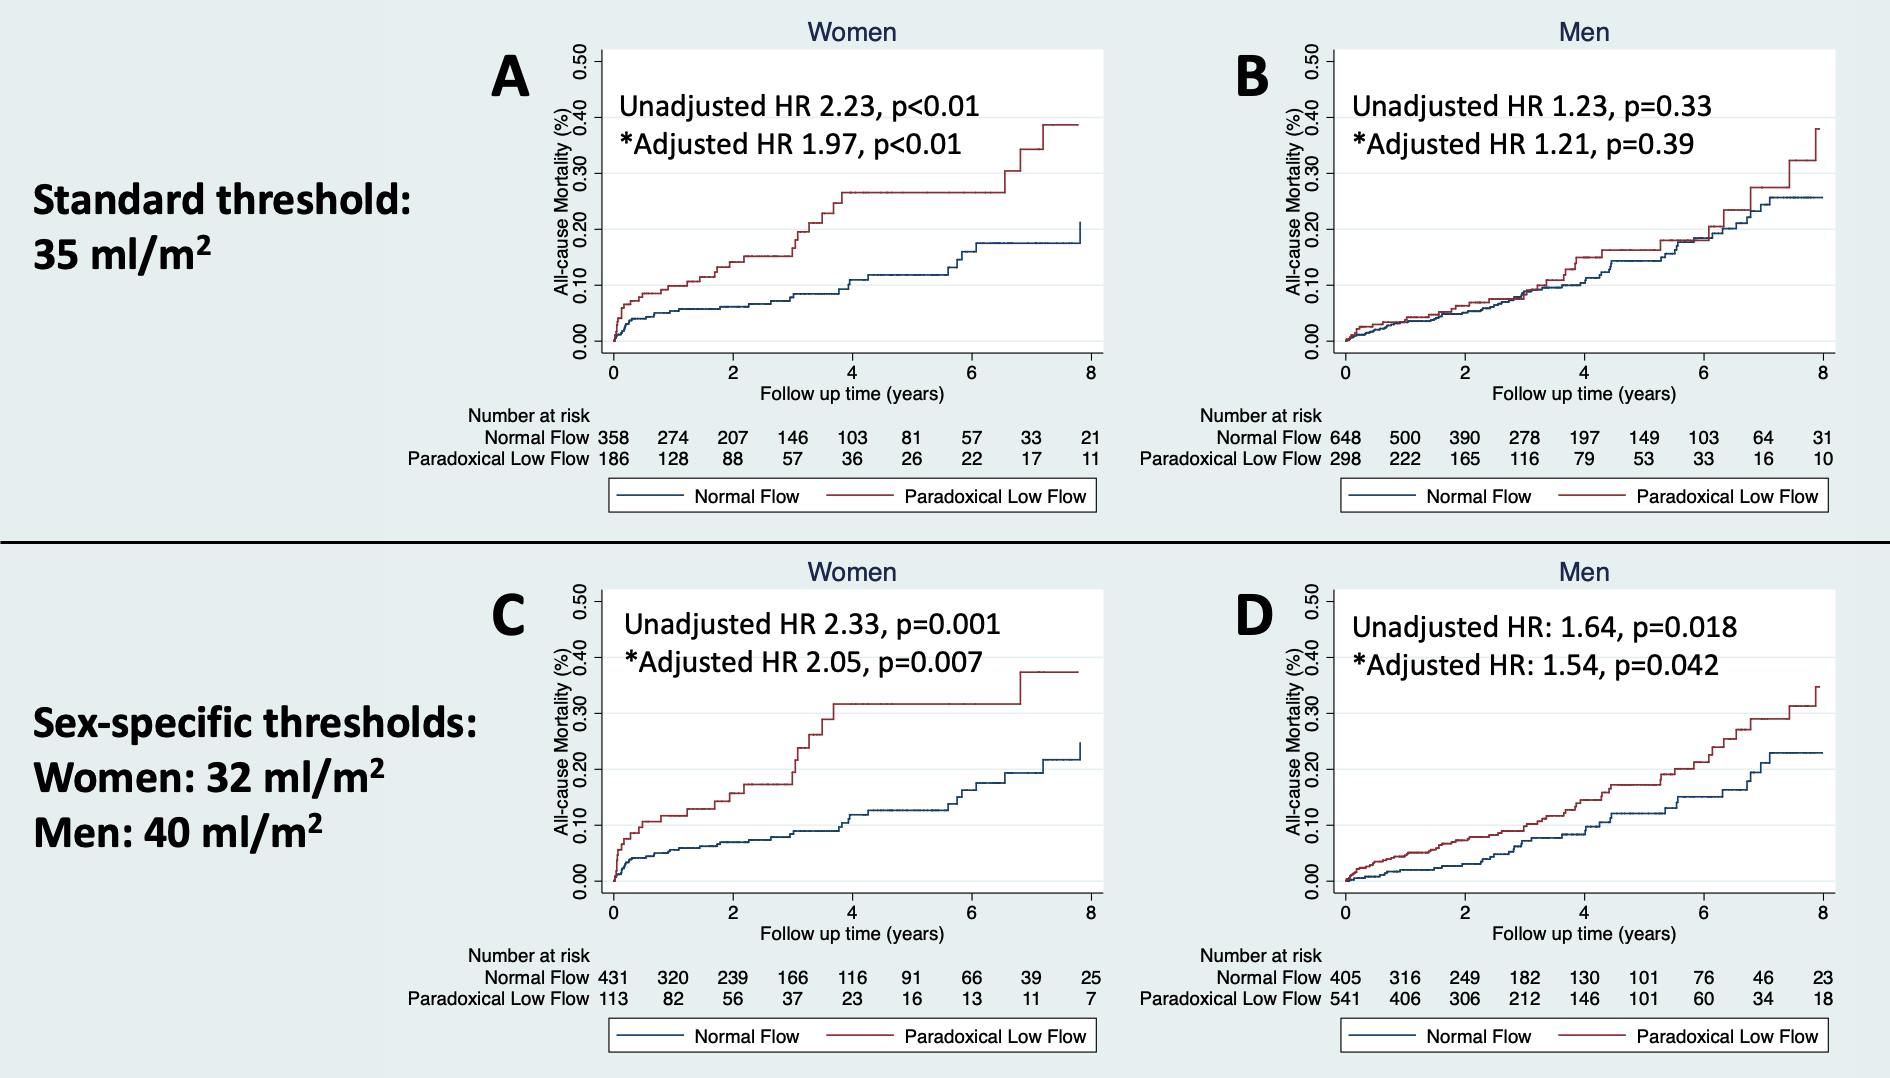 Standard threshold:
35 ml/m²
A
Women
Unadjusted HR 2.23, p<0.01
*Adjusted HR 1.97, p<0.01
All-cause Mortality (%)
0.50
0.40
0.30
0.20
0.10
0.00
0 2 4 6 8
Follow up time (years)
Number at risk
Normal Flow 358 274 207 146 103 81 57 33 21
Paradoxical Low Flow 186 128 88 57 36 26 22 17 11
Normal Flow Paradoxical Low Flow
B
Men
Unadjusted HR 1.23, p=0.33
*Adjusted HR 1.21, p=0.39
All-cause Mortality (%)
0.50
0.40
0.30
0.20
0.10
0.00
0 2 4 6 8
Follow up time (years)
Number at risk
Normal Flow 648 500 390 278 197 149 103 64 31
Paradoxical Low Flow 298 222 165 116 79 53 33 16 10
Normal Flow Paradoxical Low Flow
Sex-specific thresholds:
Women: 32 ml/m²
Men: 40 ml/m²
C
Women
Unadjusted HR 2.33, p=0.001
*Adjusted HR 2.05, p=0.007
All-cause Mortality (%)
0.50
0.40
0.30
0.20
0.10
0.00
0 2 4 6 8
Follow up time (years)
Number at risk
Normal Flow 431 320 239 166 116 91 66 39 25
Paradoxical Low Flow 113 82 56 37 23 16 13 11 7
Normal Flow Paradoxical Low Flow
D
Men
Unadjusted HR: 1.64, p=0.018
*Adjusted HR: 1.54, p=0.042
All-cause Mortality (%)
0.50
0.40
0.30
0.20
0.10
0.00
0 2 4 6 8
Follow up time (years)
Number at risk
Normal Flow 405 316 249 182 130 101 76 46 23
Paradoxical Low Flow 541 406 306 212 146 101 60 34 18
Normal Flow Paradoxical Low Flow